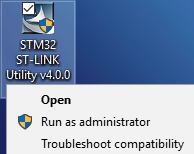 STM32
ST-LINK
Utility v4.0.0
Open
Run as administrator
Troubleshoot compatibility